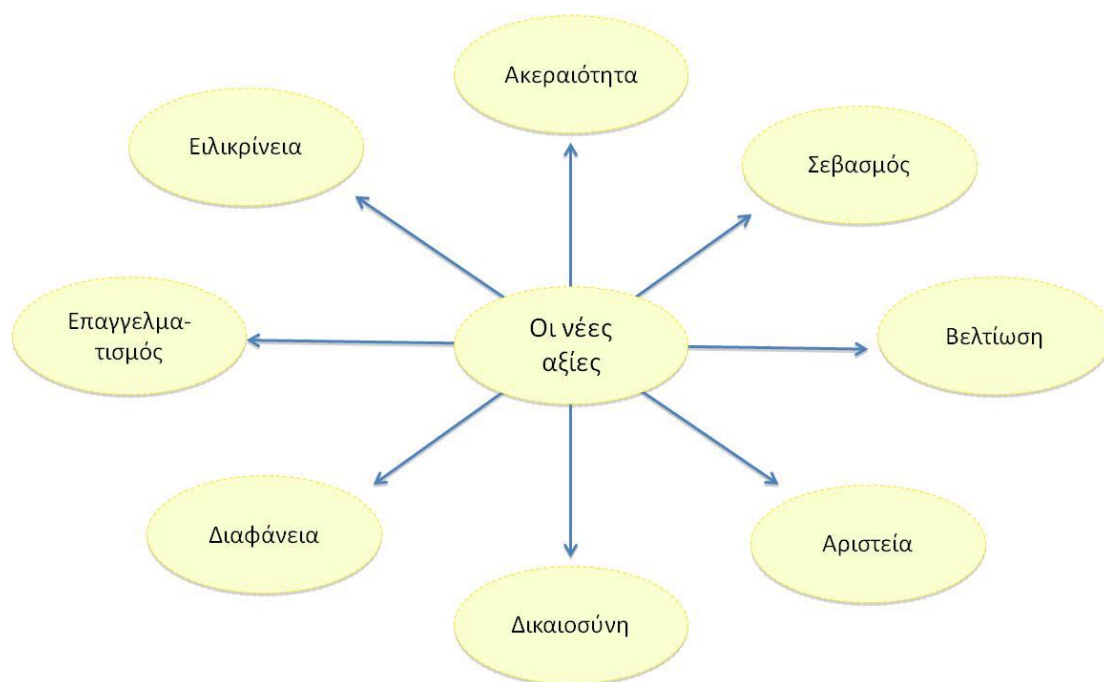 Ακεραιότητα
Ειλικρίνεια
Σεβασμός
Επαγγελμα-
τισμός
Οι νέες
αξίες
Βελτίωση
Διαφάνεια
Αριστεία
Δικαιοσύνη